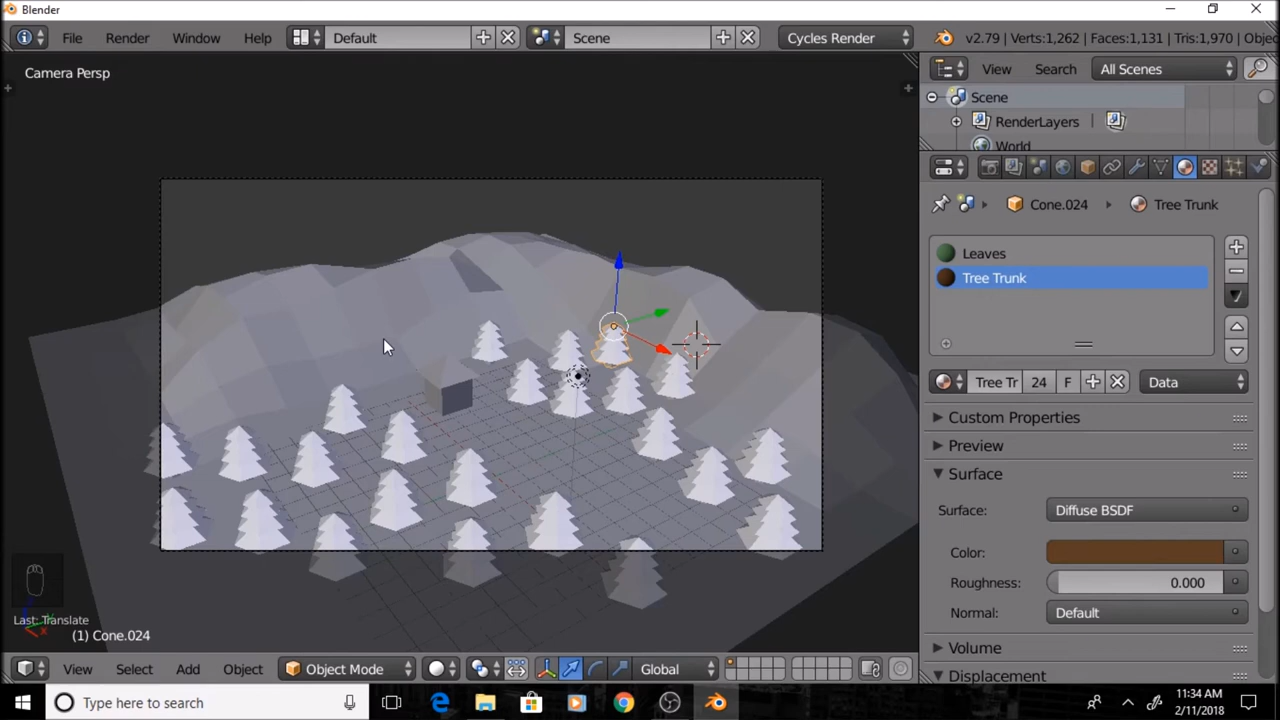 Blender
File Render Window Help Default Scene Cycles Render v2.79 | Verts:1,262 | Faces:1,131 | Tris:1,970 | Objec
Camera Persp
View Search All Scenes
Scene
RenderLayers |
World
Cone.024 Tree Trunk
Leaves
Tree Trunk
Tree Tr 24 F Data
Custom Properties
Preview
Surface
Surface: Diffuse BSDF
Color:
Roughness: 0.000
Normal: Default
Volume
Displacement
Last: Translate
(1) Cone.024
View Select Add Object Object Mode Global
Type here to search
11:34 AM
2/11/2018